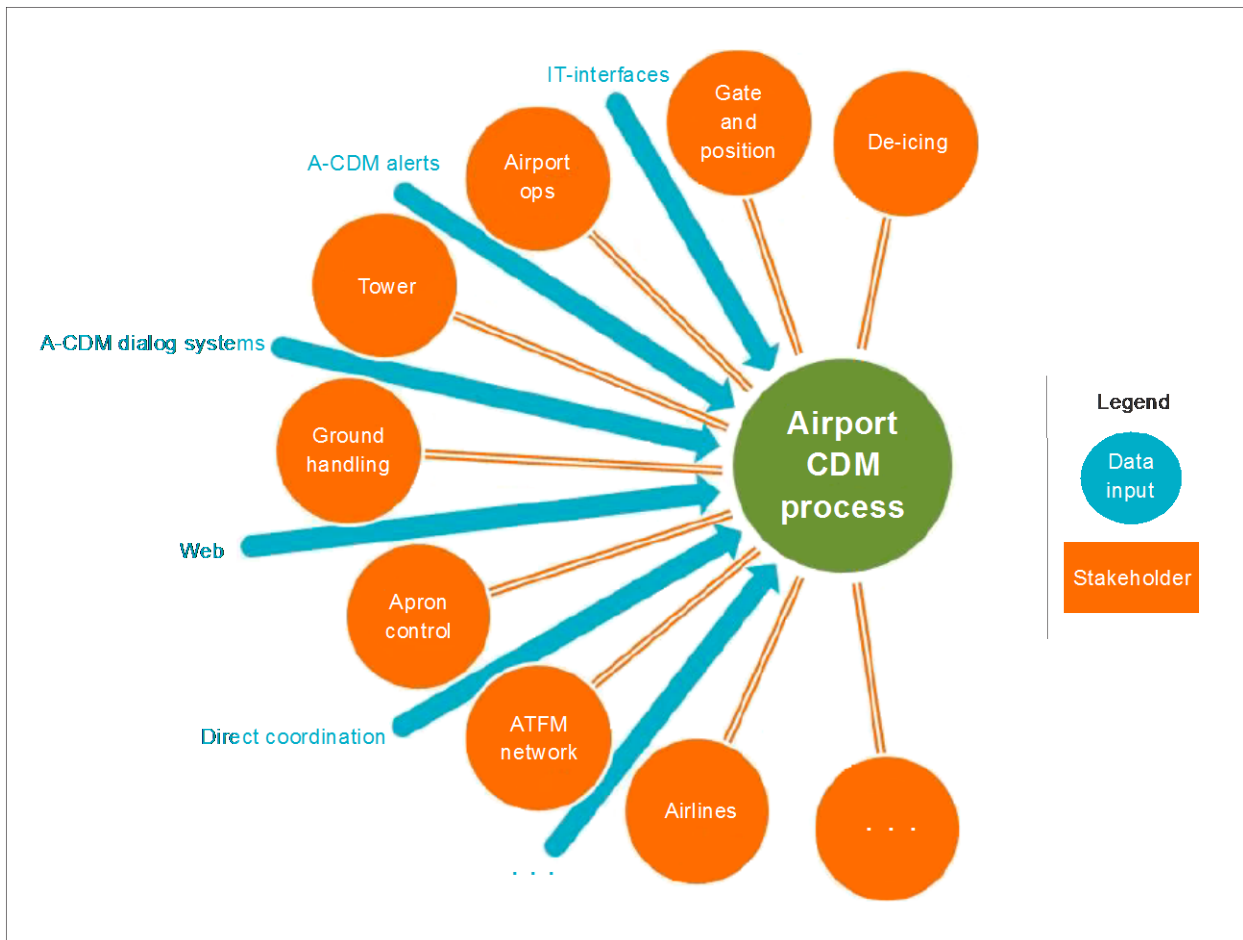 IT-interfaces
Gate
and
position
De-icing
A-CDM alerts
Airport
ops
Tower
A-CDM dialog systems
Ground
handling
Airport
CDM
process
Legend
Data
input
Stakeholder
Web
Apron
control
Direct coordination
ATFM
network
Airlines
. . .
. . .